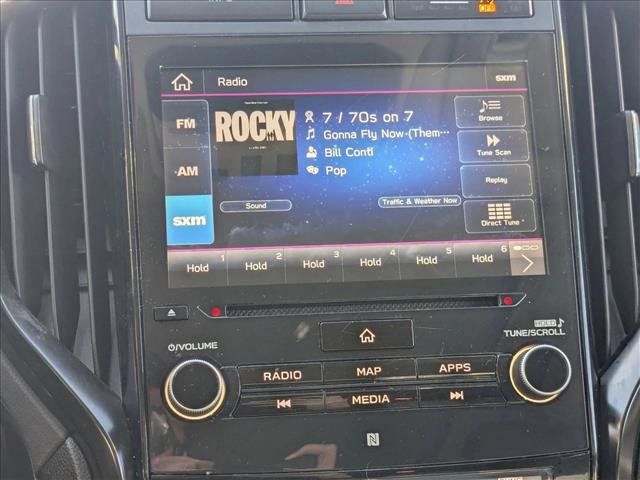 Radio
sxm
FM
AM
sxm
ROCKY
7 / 70s on 7
Gonna Fly Now (Them...
Bill Conti
Pop
Sound
Traffic & Weather Now
Browse
Tune Scan
Replay
Direct Tune
1 2 3 4 5 6
Hold Hold Hold Hold Hold Hold
/VOLUME
HOLD
TUNE/SCROLL
RADIO MAP APPS
MEDIA